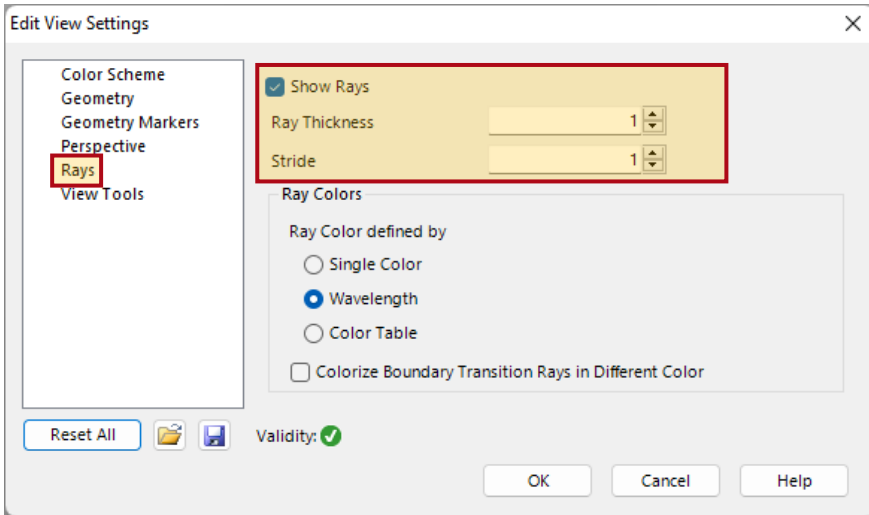 Edit View Settings
Color Scheme
Geometry
Geometry Markers
Perspective
Rays
View Tools
Show Rays
Ray Thickness 1
Stride 1
Ray Colors
Ray Color defined by
Single Color
Wavelength
Color Table
Colorize Boundary Transition Rays in Different Color
Reset All
Validity:
OK Cancel Help